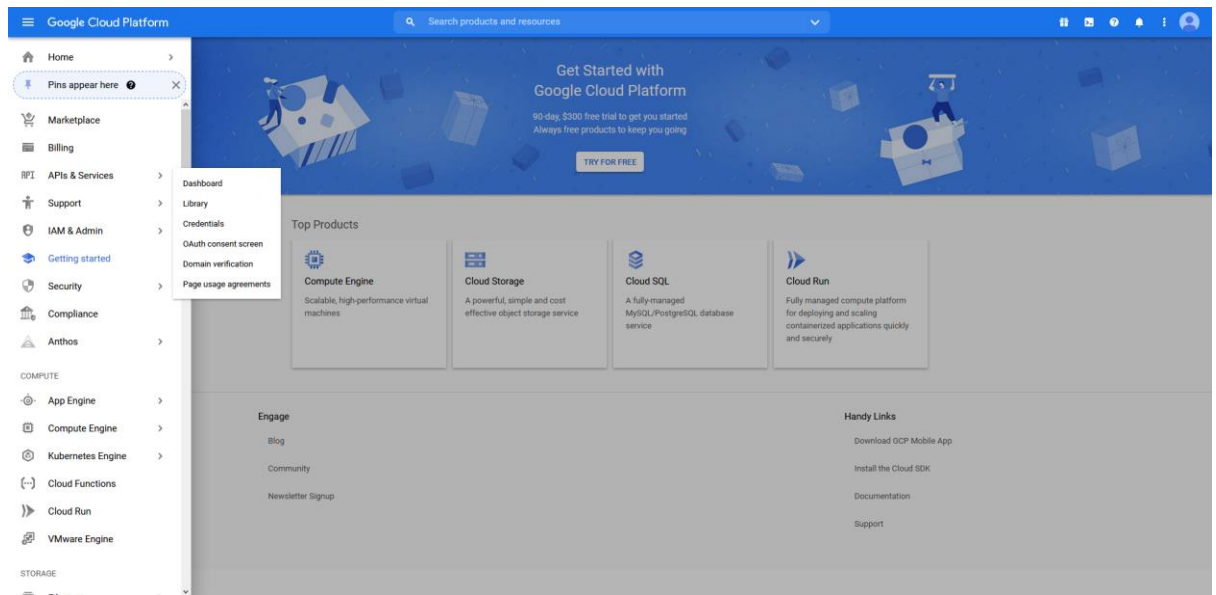 Google Cloud Platform
Search products and resources
Home
Pins appear here
Marketplace
Billing
API APIs & Services
Support
IAM & Admin
Getting started
Security
Compliance
Anthos
COMPUTE
App Engine
Compute Engine
Kubernetes Engine
Cloud Functions
Cloud Run
VMware Engine
STORAGE
Dashboard
Library
Credentials
OAuth consent screen
Domain verification
Page usage agreements
Get Started with
Google Cloud Platform
90-day, $300 free trial to get you started
Always free products to keep you going
TRY FOR FREE
Top Products
Compute Engine
Scalable, high-performance virtual
machines
Cloud Storage
A powerful, simple and cost
effective object storage service
Cloud SQL
A fully-managed
MySQL/PostgreSQL database
service
Cloud Run
Fully managed compute platform
for deploying and scaling
containerized applications quickly
and securely
Engage
Blog
Community
Newsletter Signup
Handy Links
Download GCP Mobile App
Install the Cloud SDK
Documentation
Support